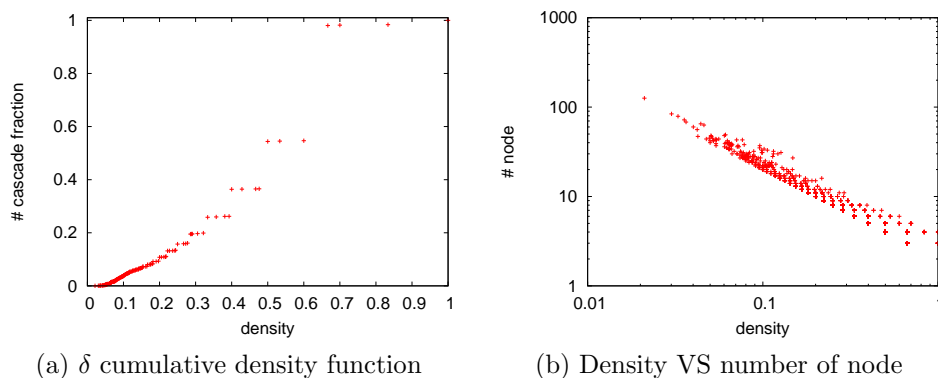 1
0.8
0.6
0.4
0.2
0
# cascade fraction
0 0.1 0.2 0.3 0.4 0.5 0.6 0.7 0.8 0.9 1
density
(a) δ cumulative density function
1000
100
10
1
# node
0.01 0.1 1
density
(b) Density VS number of node